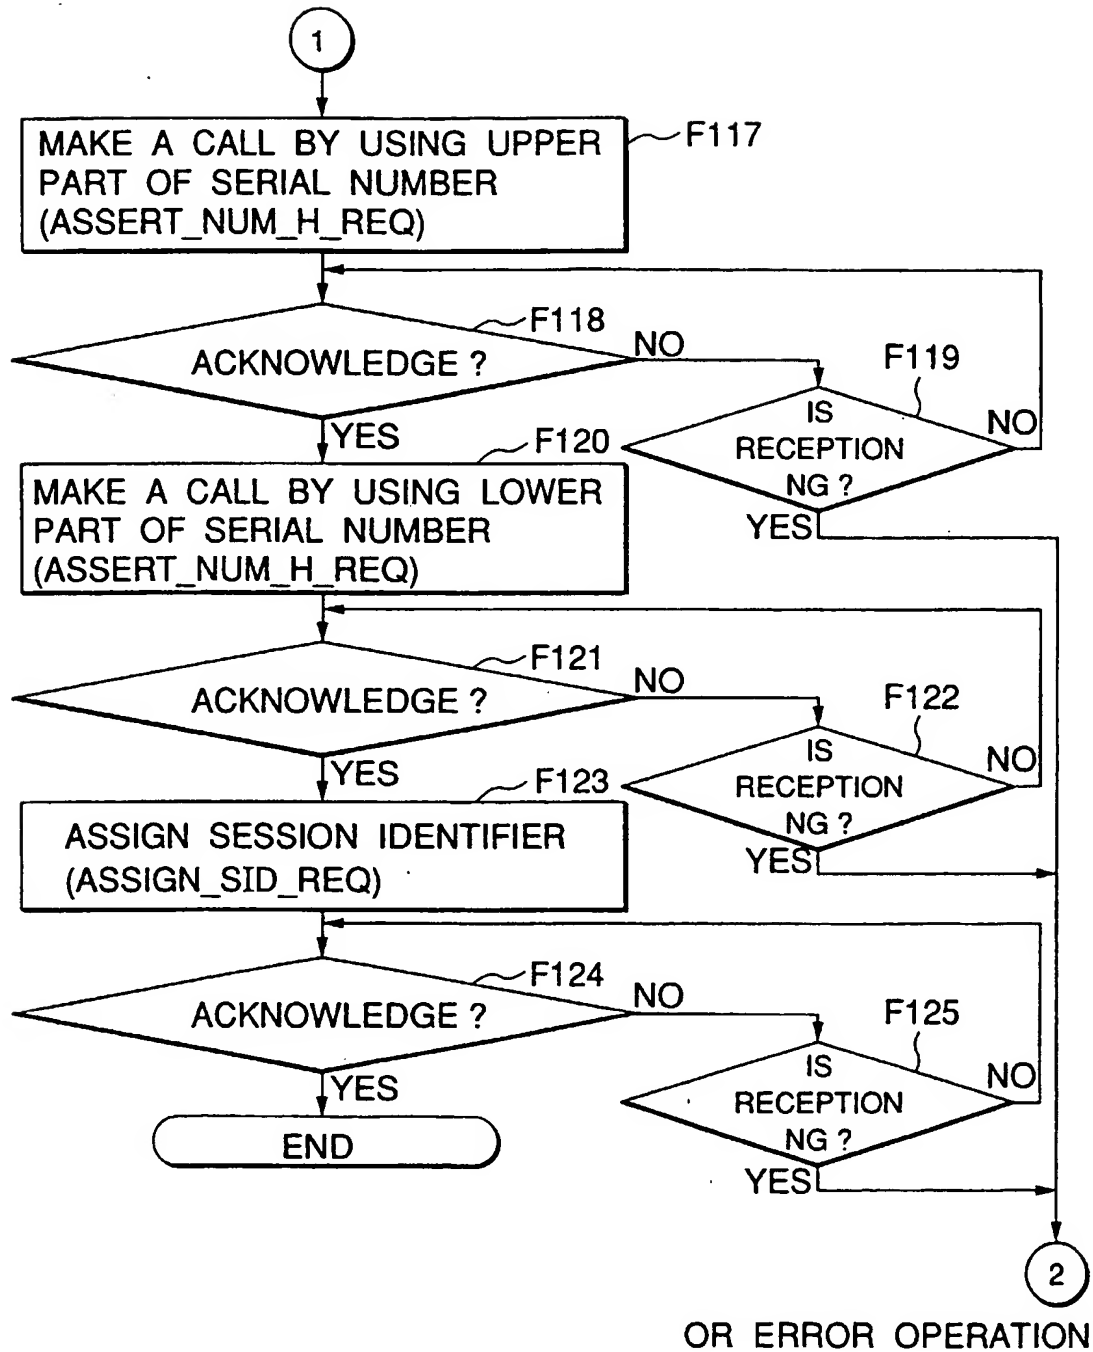 1
MAKE A CALL BY USING UPPER
PART OF SERIAL NUMBER
(ASSERT_NUM_H_REQ)
F117
F118
ACKNOWLEDGE ?
NO
YES
F119
IS
RECEPTION
NG ?
NO
YES
F120
MAKE A CALL BY USING LOWER
PART OF SERIAL NUMBER
(ASSERT_NUM_H_REQ)
F121
ACKNOWLEDGE ?
NO
YES
F122
IS
RECEPTION
NG ?
NO
YES
F123
ASSIGN SESSION IDENTIFIER
(ASSIGN_SID_REQ)
F124
ACKNOWLEDGE ?
NO
YES
F125
IS
RECEPTION
NG ?
NO
YES
END
2
OR ERROR OPERATION